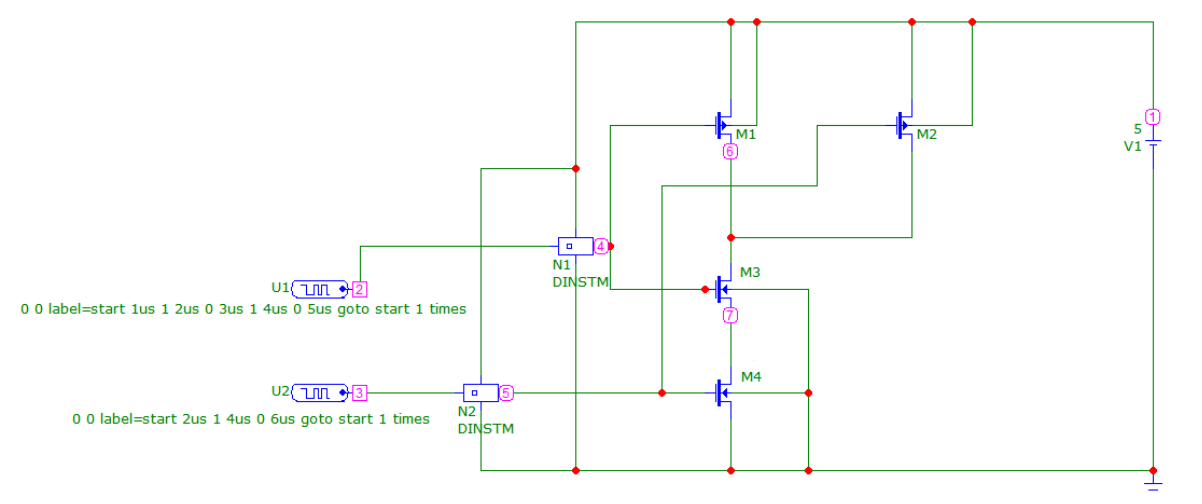 M1
M2
1
5
V1
6
4
N1
DINSTM
M3
U1
2
0 0 label=start 1us 1 2us 0 3us 1 4us 0 5us goto start 1 times
7
M4
U2
3
5
N2
DINSTM
0 0 label=start 2us 1 4us 0 6us goto start 1 times